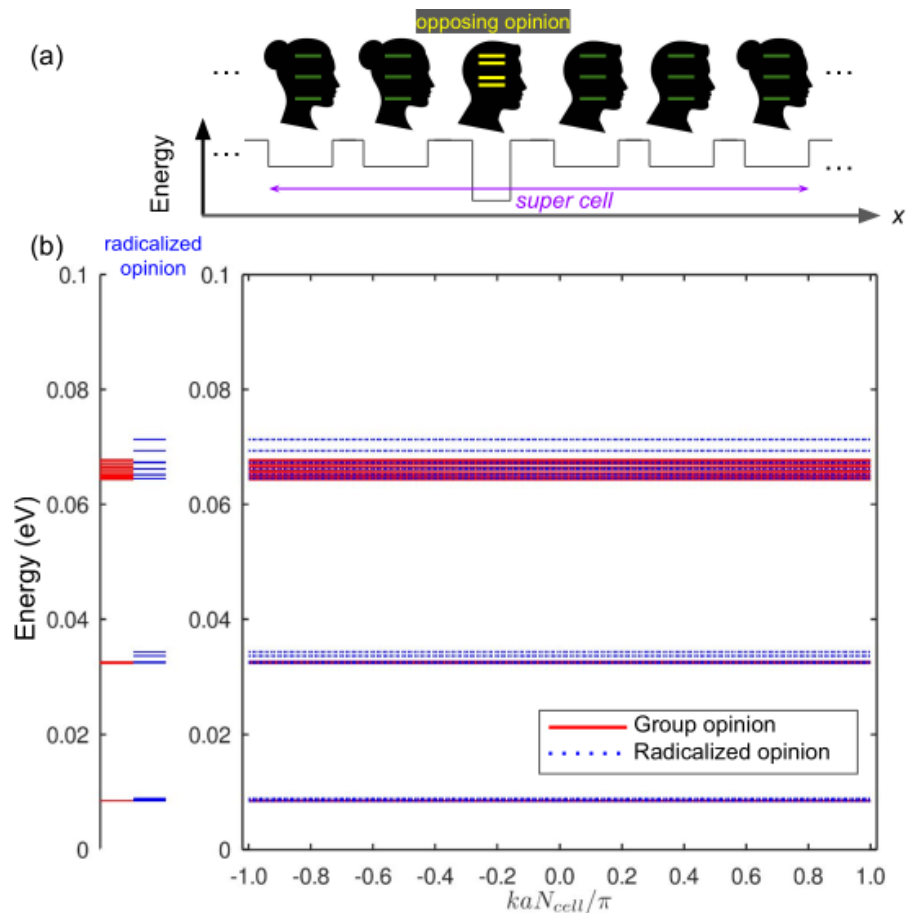 opposing opinion
(a)
... ...
Energy
... ...
super cell
x
(b)
radicalized
opinion
0.1 0.1
0.08 0.08
0.06 0.06
Energy (eV)
0.04 0.04
0.02 0.02
0 0
Group opinion
Radicalized opinion
-1.0 -0.8 -0.6 -0.4 -0.2 0.0 0.2 0.4 0.6 0.8 1.0
kaN_{cell}/π